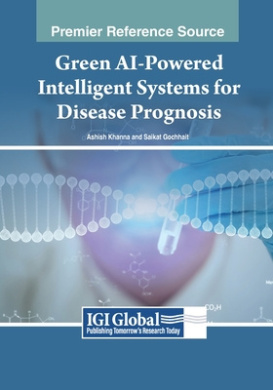 Premier Reference Source
Green AI-Powered
Intelligent Systems for
Disease Prognosis
Ashish Khanna and Saikat Gochhait
CO₂H
IGI Global
Publishing Tomorrow's Research Today